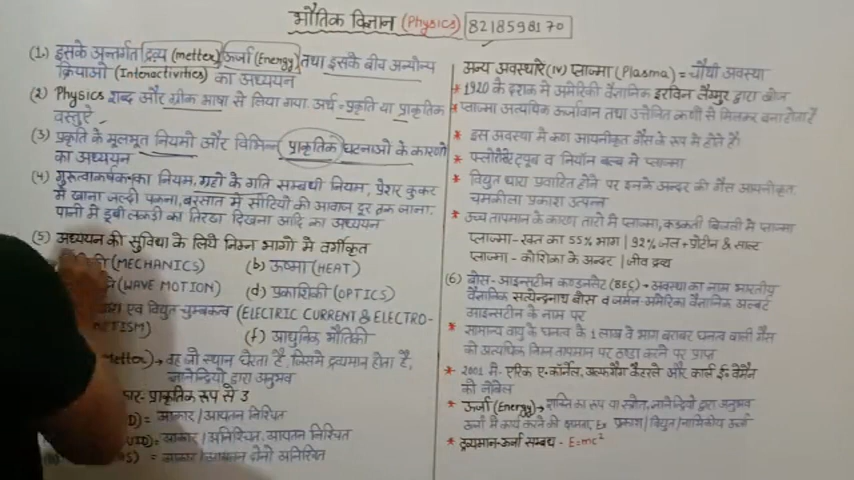 भौतिक विज्ञान (Physics) 8218598170
(1.) इसके अन्तर्गत द्रव्य (metter) ऊर्जा (Energy) तथा इसके बीच अन्योन्य
क्रियाओ (Interactivities) का अध्ययन
(2) Physics शब्द और ग्रीक भाषा से लिया गया अर्थ - प्रकृति या प्राकृतिक
वस्तुऐ
(3) प्रकृति के मूलभूत नियमो और विभिन्न प्राकृतिक घटनाओ के कारणो
का अध्ययन
(4) गुरुत्वाकर्षण का नियम, ग्रहो के गति सम्बधी नियम, प्रेशर कुकर
मे खाना जल्दी पकना, बरसात मे सीटियो की आवाज दूर तक जाना,
पानी मे डूबी लकडी का तिरछा दिखना आदि का अध्ययन
(5) अध्ययन की सुविधा के लिये निम्न भागो मे वर्गीकृत
(MECHANICS) (b) ऊष्मा (HEAT)
(WAVE MOTION) (d) प्रकाशिकी (OPTICS)
एव विद्युत चुम्बकत्व (ELECTRIC CURRENT & ELECTRO-
(f) आधुनिक भौतिकी
→ वह जो स्थान घेरता है, जिसमे द्रव्यमान होता है,
ज्ञानेन्द्रियो द्वारा अनुभव
प्राकृतिक रूप से 3
= आकार / आयतन निश्चित
= आकार / अनिश्चित, आयतन निश्चित
= आकार / आयतन दोनो अनिश्चित
अन्य अवस्थाऐ (iv) प्लाज्मा (Plasma) = चौथी अवस्था
* 1920 के दशक मे अमेरिकी वैज्ञानिक इरविन लैंग्मुर द्वारा खोज
* प्लाज्मा अत्यधिक ऊर्जावान तथा उत्तेजित कणो से मिलकर बना होता है
* इस अवस्था मे कण आयनीकृत गैस के रूप मे होते है।
* व नियॉन बल्ब मे प्लाज्मा
* विद्युत धारा प्रवाहित होने पर इनके अन्दर की गैस आयनीकृत,
चमकीला प्रकाश उत्पन्न
* उच्च तापमान के कारण तारो मे प्लाज्मा, कडकती बिजली मे प्लाज्मा
प्लाज्मा - रक्त का 55% भाग | 92% जल + प्रोटीन & साल्ट
प्लाज्मा - कोशिका के अन्दर | जीव द्रव्य
(6) बोस - आइन्सटीन कण्डनसेट (BEC) - अवस्था का नाम भारतीय
वैज्ञानिक सत्येन्द्रनाथ बोस व जर्मन अमेरिका वैज्ञानिक अल्बर्ट
आइन्सटीन के नाम पर
* सामान्य वायु के घनत्व के 1 लाख वे भाग बराबर घनत्व वाली गैस
को अत्यधिक निम्न तापमान पर ठण्डा करने पर प्राप्त
* 2001 मे - एरिक ए कॉर्नेल, वुल्फगैंग कैटरले और कार्ल ई॰ वेमैन
को नोबेल
* ऊर्जा (Energy) → शक्ति का रूप या स्त्रोत, ज्ञानेन्द्रियो द्वारा अनुभव
ऊर्जा मे कार्य करने की क्षमता, Ex प्रकाश / विद्युत / नाभिकीय ऊर्जा
* द्रव्यमान-ऊर्जा सम्बध - E=mc²